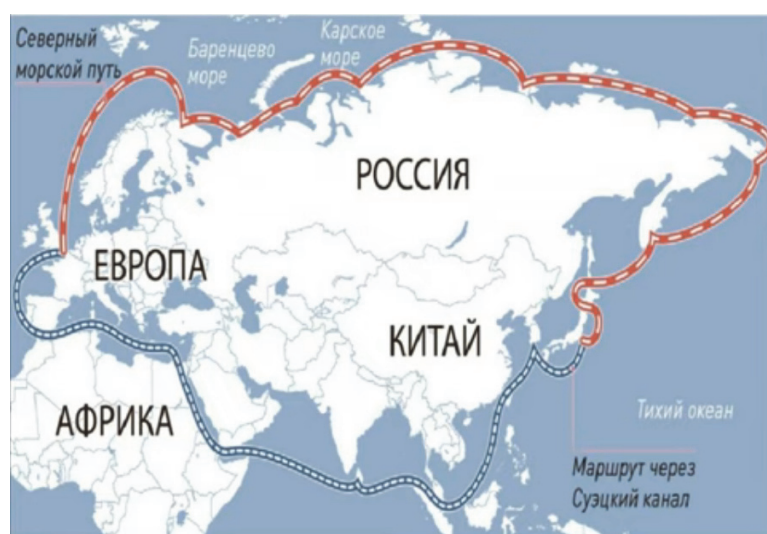 Северный
морской путь
Баренцево
море
Карское
море
РОССИЯ
ЕВРОПА
КИТАЙ
АФРИКА
Тихий океан
Маршрут через
Суэцкий канал